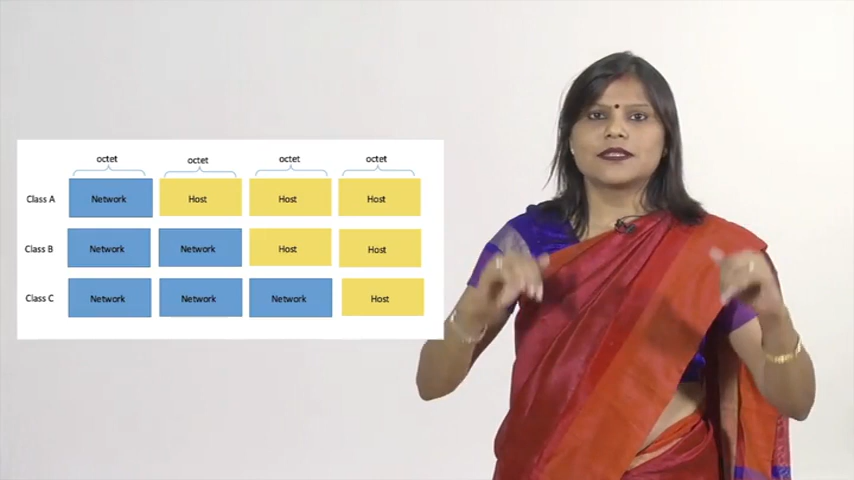 octet octet octet octet
Class A Network Host Host Host
Class B Network Network Host Host
Class C Network Network Network Host